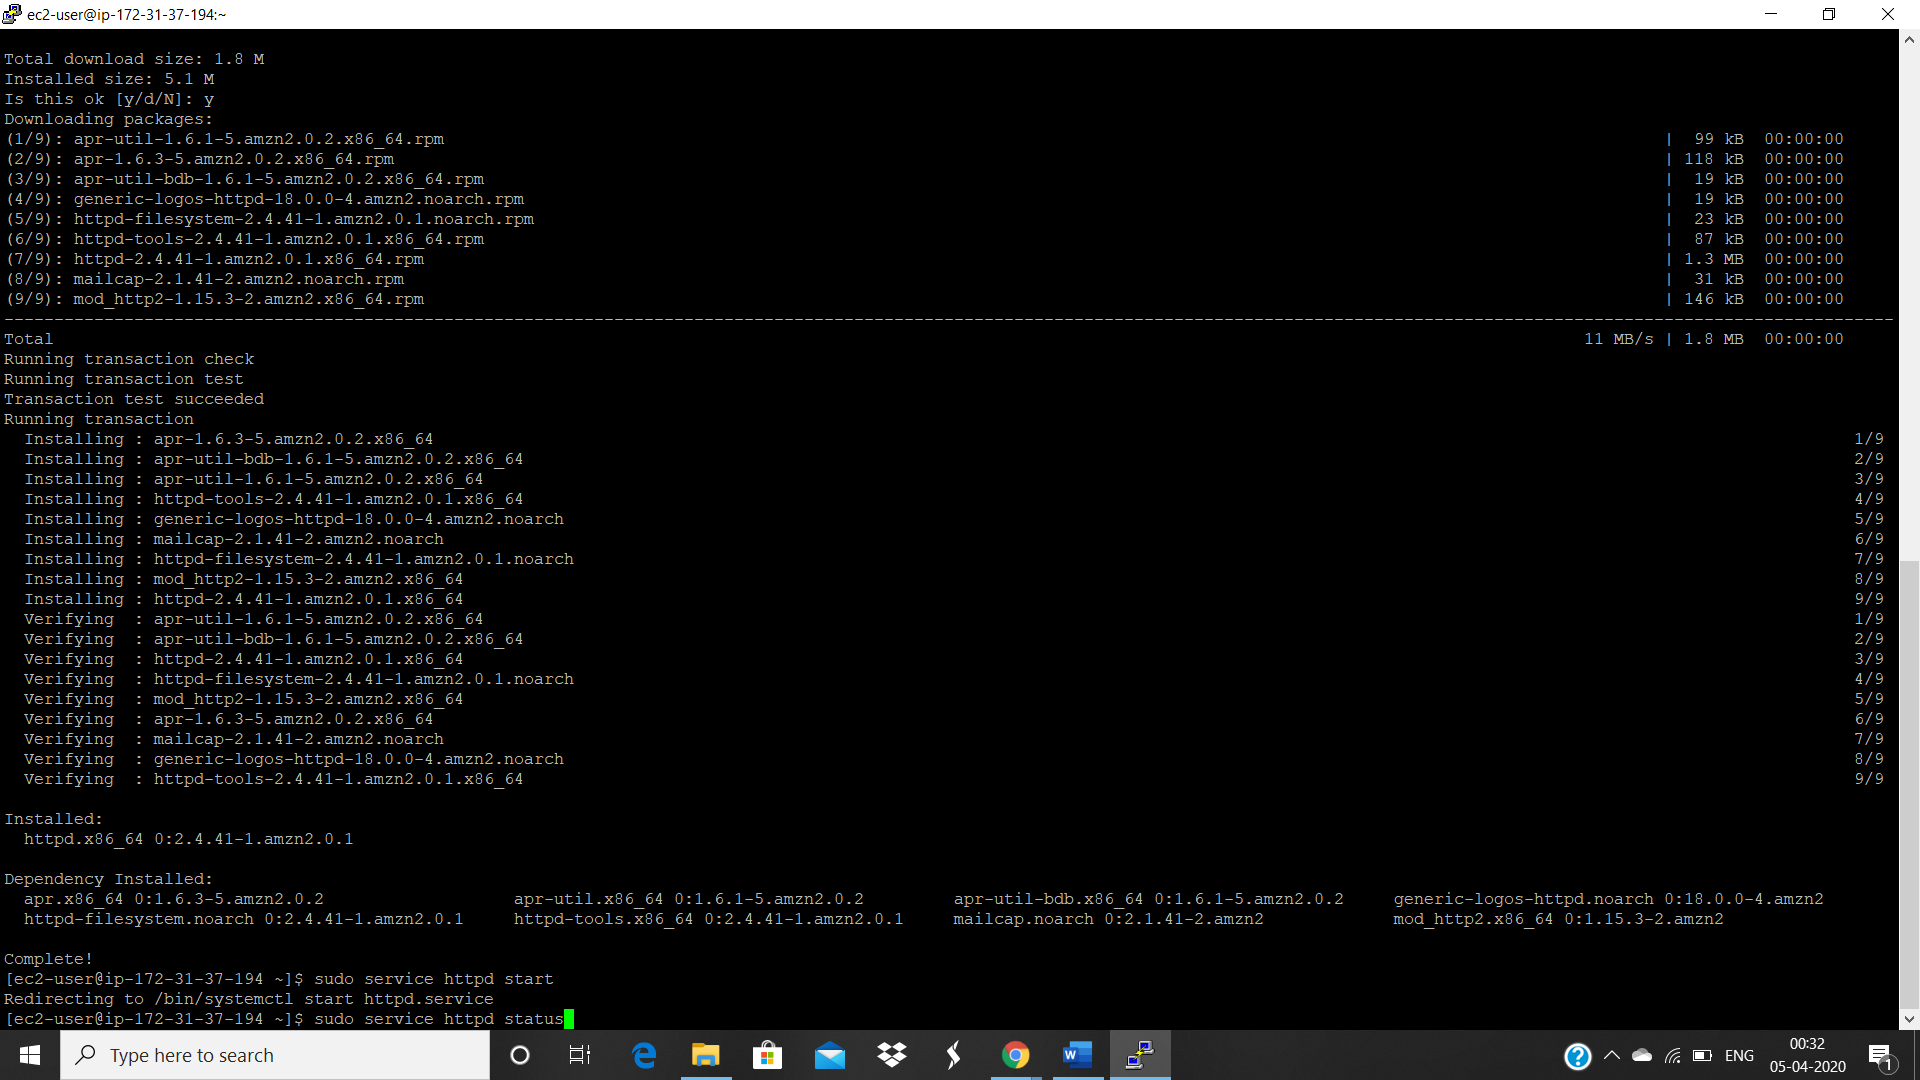 ec2-user@ip-172-31-37-194:~
Total download size: 1.8 M
Installed size: 5.1 M
Is this ok [y/d/N]: y
Downloading packages:
(1/9): apr-util-1.6.1-5.amzn2.0.2.x86_64.rpm | 99 kB 00:00:00
(2/9): apr-1.6.3-5.amzn2.0.2.x86_64.rpm | 118 kB 00:00:00
(3/9): apr-util-bdb-1.6.1-5.amzn2.0.2.x86_64.rpm | 19 kB 00:00:00
(4/9): generic-logos-httpd-18.0.0-4.amzn2.noarch.rpm | 19 kB 00:00:00
(5/9): httpd-filesystem-2.4.41-1.amzn2.0.1.noarch.rpm | 23 kB 00:00:00
(6/9): httpd-tools-2.4.41-1.amzn2.0.1.x86_64.rpm | 87 kB 00:00:00
(7/9): httpd-2.4.41-1.amzn2.0.1.x86_64.rpm | 1.3 MB 00:00:00
(8/9): mailcap-2.1.41-2.amzn2.noarch.rpm | 31 kB 00:00:00
(9/9): mod_http2-1.15.3-2.amzn2.x86_64.rpm | 146 kB 00:00:00
--------------------------------------------------------------------------------
Total 11 MB/s | 1.8 MB 00:00:00
Running transaction check
Running transaction test
Transaction test succeeded
Running transaction
Installing : apr-1.6.3-5.amzn2.0.2.x86_64 1/9
Installing : apr-util-bdb-1.6.1-5.amzn2.0.2.x86_64 2/9
Installing : apr-util-1.6.1-5.amzn2.0.2.x86_64 3/9
Installing : httpd-tools-2.4.41-1.amzn2.0.1.x86_64 4/9
Installing : generic-logos-httpd-18.0.0-4.amzn2.noarch 5/9
Installing : mailcap-2.1.41-2.amzn2.noarch 6/9
Installing : httpd-filesystem-2.4.41-1.amzn2.0.1.noarch 7/9
Installing : mod_http2-1.15.3-2.amzn2.x86_64 8/9
Installing : httpd-2.4.41-1.amzn2.0.1.x86_64 9/9
Verifying : apr-util-1.6.1-5.amzn2.0.2.x86_64 1/9
Verifying : apr-util-bdb-1.6.1-5.amzn2.0.2.x86_64 2/9
Verifying : httpd-2.4.41-1.amzn2.0.1.x86_64 3/9
Verifying : httpd-filesystem-2.4.41-1.amzn2.0.1.noarch 4/9
Verifying : mod_http2-1.15.3-2.amzn2.x86_64 5/9
Verifying : apr-1.6.3-5.amzn2.0.2.x86_64 6/9
Verifying : mailcap-2.1.41-2.amzn2.noarch 7/9
Verifying : generic-logos-httpd-18.0.0-4.amzn2.noarch 8/9
Verifying : httpd-tools-2.4.41-1.amzn2.0.1.x86_64 9/9
Installed:
httpd.x86_64 0:2.4.41-1.amzn2.0.1
Dependency Installed:
apr.x86_64 0:1.6.3-5.amzn2.0.2 apr-util.x86_64 0:1.6.1-5.amzn2.0.2 apr-util-bdb.x86_64 0:1.6.1-5.amzn2.0.2 generic-logos-httpd.noarch 0:18.0.0-4.amzn2
httpd-filesystem.noarch 0:2.4.41-1.amzn2.0.1 httpd-tools.x86_64 0:2.4.41-1.amzn2.0.1 mailcap.noarch 0:2.1.41-2.amzn2 mod_http2.x86_64 0:1.15.3-2.amzn2
Complete!
[ec2-user@ip-172-31-37-194 ~]$ sudo service httpd start
Redirecting to /bin/systemctl start httpd.service
[ec2-user@ip-172-31-37-194 ~]$ sudo service httpd status
Type here to search
ENG
00:32
05-04-2020
1